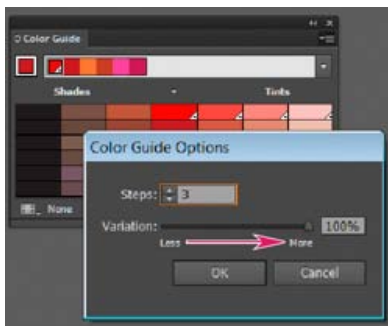 Color Guide
Shades
Tints
Color Guide Options
Steps: 3
Variation: 100%
Less More
OK Cancel
None